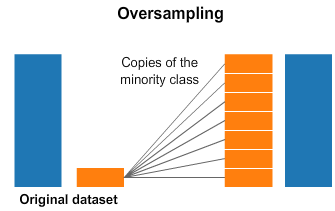 Oversampling
Copies of the
minority class
Original dataset